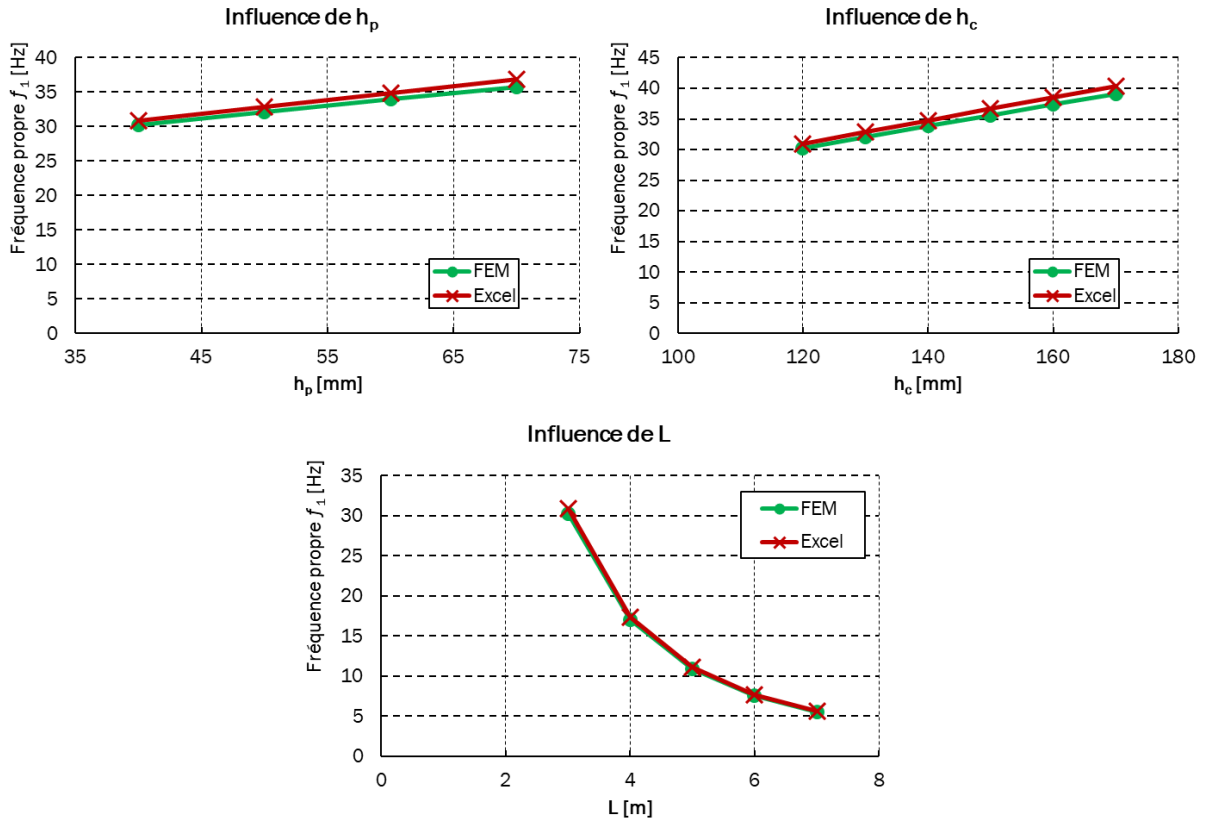 Influence de hp
Fréquence propre f1 [Hz]
40
35
30
25
20
15
10
5
0
FEM
Excel
35 45 55 65 75
hp [mm]
Influence de hc
Fréquence propre f1 [Hz]
45
40
35
30
25
20
15
10
5
0
FEM
Excel
100 120 140 160 180
hc [mm]
Influence de L
Fréquence propre f1 [Hz]
35
30
25
20
15
10
5
0
FEM
Excel
0 2 4 6 8
L [m]